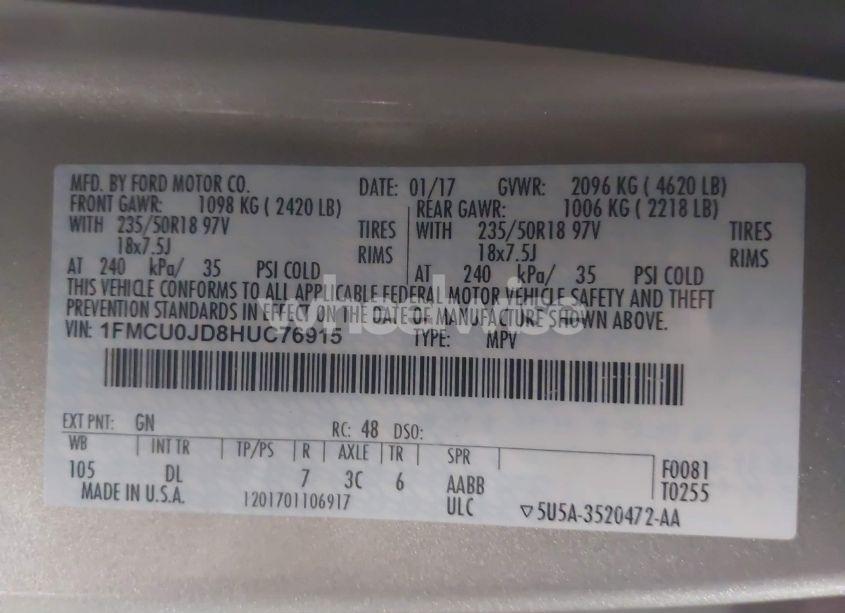 MFD. BY FORD MOTOR CO. DATE: 01/17 GVWR: 2096 KG ( 4620 LB)
FRONT GAWR: 1098 KG ( 2420 LB) REAR GAWR: 1006 KG ( 2218 LB)
WITH 235/50R18 97V TIRES WITH 235/50R18 97V TIRES
18x7.5J RIMS 18x7.5J RIMS
AT 240 kPa/ 35 PSI COLD AT 240 kPa/ 35 PSI COLD
THIS VEHICLE CONFORMS TO ALL APPLICABLE FEDERAL MOTOR VEHICLE SAFETY AND THEFT
PREVENTION STANDARDS IN EFFECT ON THE DATE OF MANUFACTURE SHOWN ABOVE.
wheelwiss
VIN: 1FMCU0JD8HUC76915 TYPE: MPV
EXT PNT: GN RC: 48 DSO:
WB INT TR TP/PS R AXLE TR SPR
105 DL 7 3C 6 AABB F0081
MADE IN U.S.A. 1201701106917 ULC T0255
▽5U5A-3520472-AA